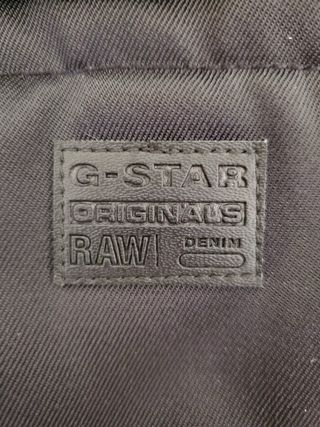 G-STAR
ORIGINALS
RAW DENIM